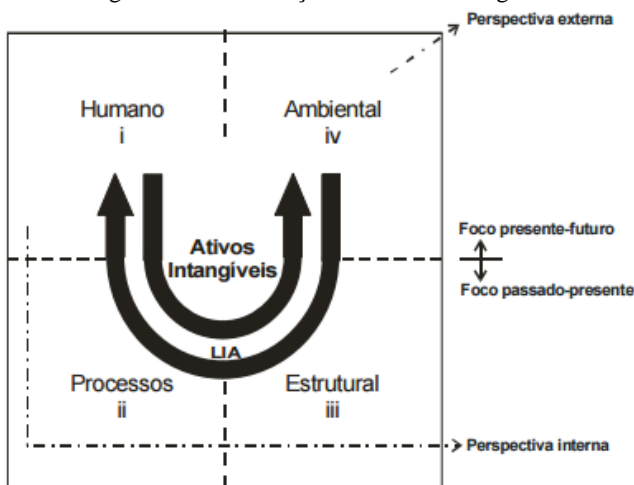 Perspectiva externa
Humano
i
Ambiental
iv
Ativos
Intangíveis
Foco presente-futuro
Foco passado-presente
LIA
Processos
ii
Estrutural
iii
Perspectiva interna